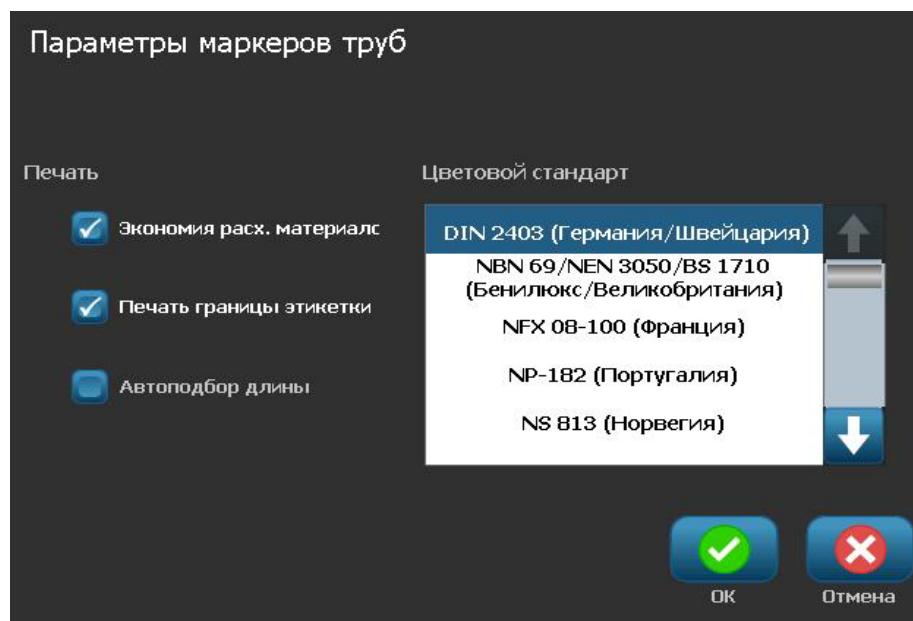 Параметры маркеров труб
Печать
Экономия расх. материалс
Печать границы этикетки
Автоподбор длины
Цветовой стандарт
DIN 2403 (Германия/Швейцария)
NBN 69/NEN 3050/BS 1710
(Бенилюкс/Великобритания)
NFX 08-100 (Франция)
NP-182 (Португалия)
NS 813 (Норвегия)
ОК
Отмена